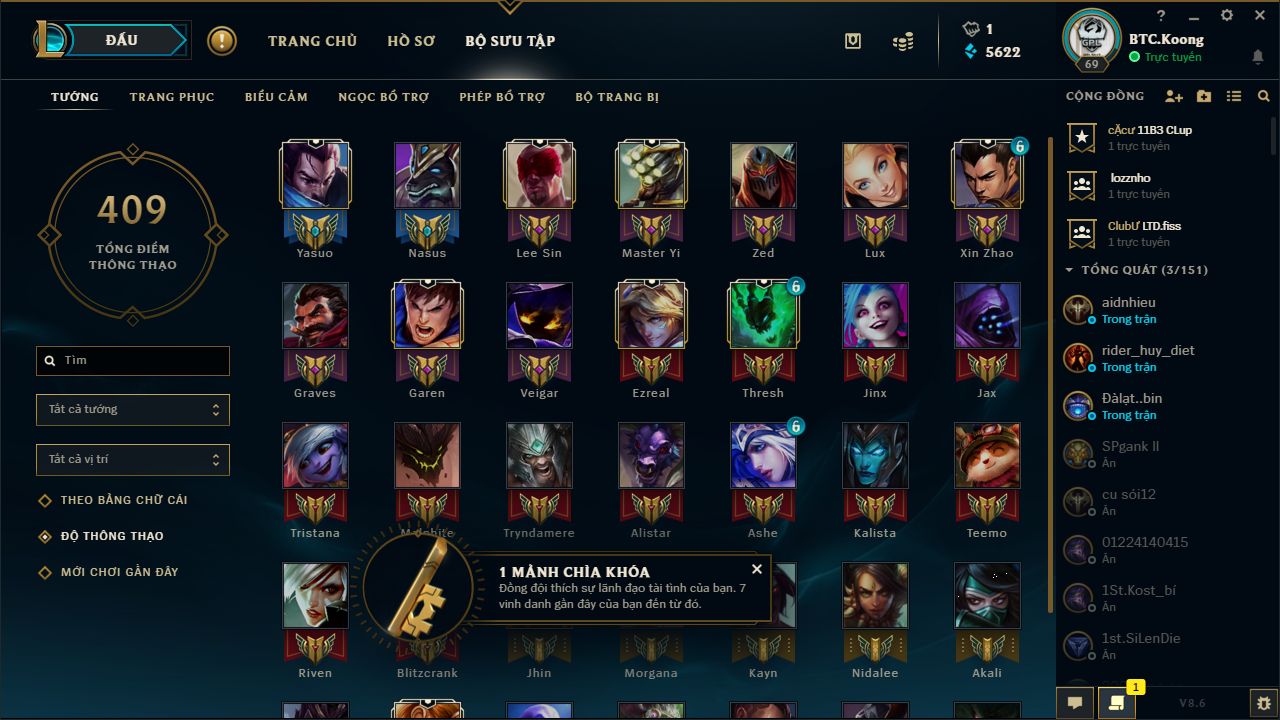 ĐẤU
TRANG CHỦ
HỒ SƠ
BỘ SƯU TẬP
1
5622
GPL
69
BTC.Koong
Trực tuyến
TƯỚNG
TRANG PHỤC
BIỂU CẢM
NGỌC BỔ TRỢ
PHÉP BỔ TRỢ
BỘ TRANG BỊ
409
TỔNG ĐIỂM
THÔNG THẠO
Tìm
Tất cả tướng
Tất cả vị trí
THEO BẢNG CHỮ CÁI
ĐỘ THÔNG THẠO
MỚI CHƠI GẦN ĐÂY
6
Yasuo
Nasus
Lee Sin
Master Yi
Zed
Lux
Xin Zhao
6
Graves
Garen
Veigar
Ezreal
Thresh
Jinx
Jax
6
Tristana
Tryndamere
Alistar
Ashe
Kalista
Teemo
1 MẢNH CHÌA KHÓA
Đồng đội thích sự lãnh đạo tài tình của bạn. 7
vinh danh gần đây của bạn đến từ đó.
Riven
Blitzcrank
Jhin
Morgana
Kayn
Nidalee
Akali
CỘNG ĐỒNG
11B3 CLup
1 trực tuyến
lozznho
1 trực tuyến
ClubƯ LTD.fiss
1 trực tuyến
TỔNG QUÁT (3/151)
aidnhieu
Trong trận
rider_huy_diet
Trong trận
Đàlạt..bin
Trong trận
SPgank II
Ẩn
cu sói12
Ẩn
01224140415
Ẩn
1St.Kost_bí
Ẩn
1st.SiLenDie
Ẩn
1
V8.6